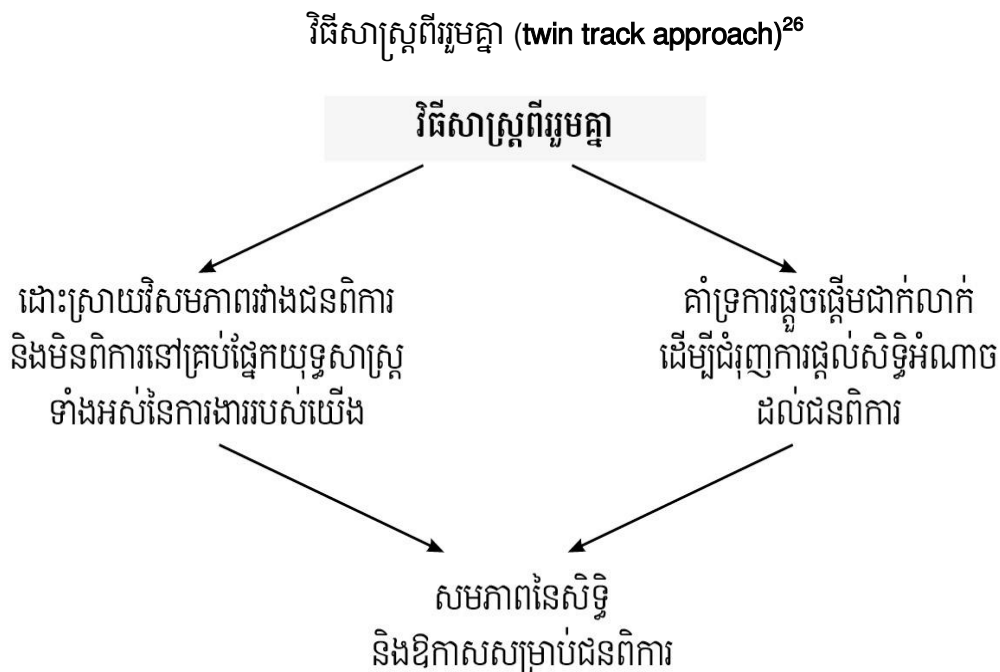 វិធីសាស្ត្រពីររួមគ្នា (twin track approach)26
វិធីសាស្ត្រពីររួមគ្នា
ដោះស្រាយវិសមភាពរវាងជនពិការ
និងមិនពិការនៅគ្រប់ផ្នែកយុទ្ធសាស្ត្រ
ទាំងអស់នៃការងាររបស់យើង
គាំទ្រការផ្តួចផ្តើមជាក់លាក់
ដើម្បីជំរុញការផ្តល់សិទ្ធិអំណាច
ដល់ជនពិការ
សមភាពនៃសិទ្ធិ
និងឱកាសសម្រាប់ជនពិការ